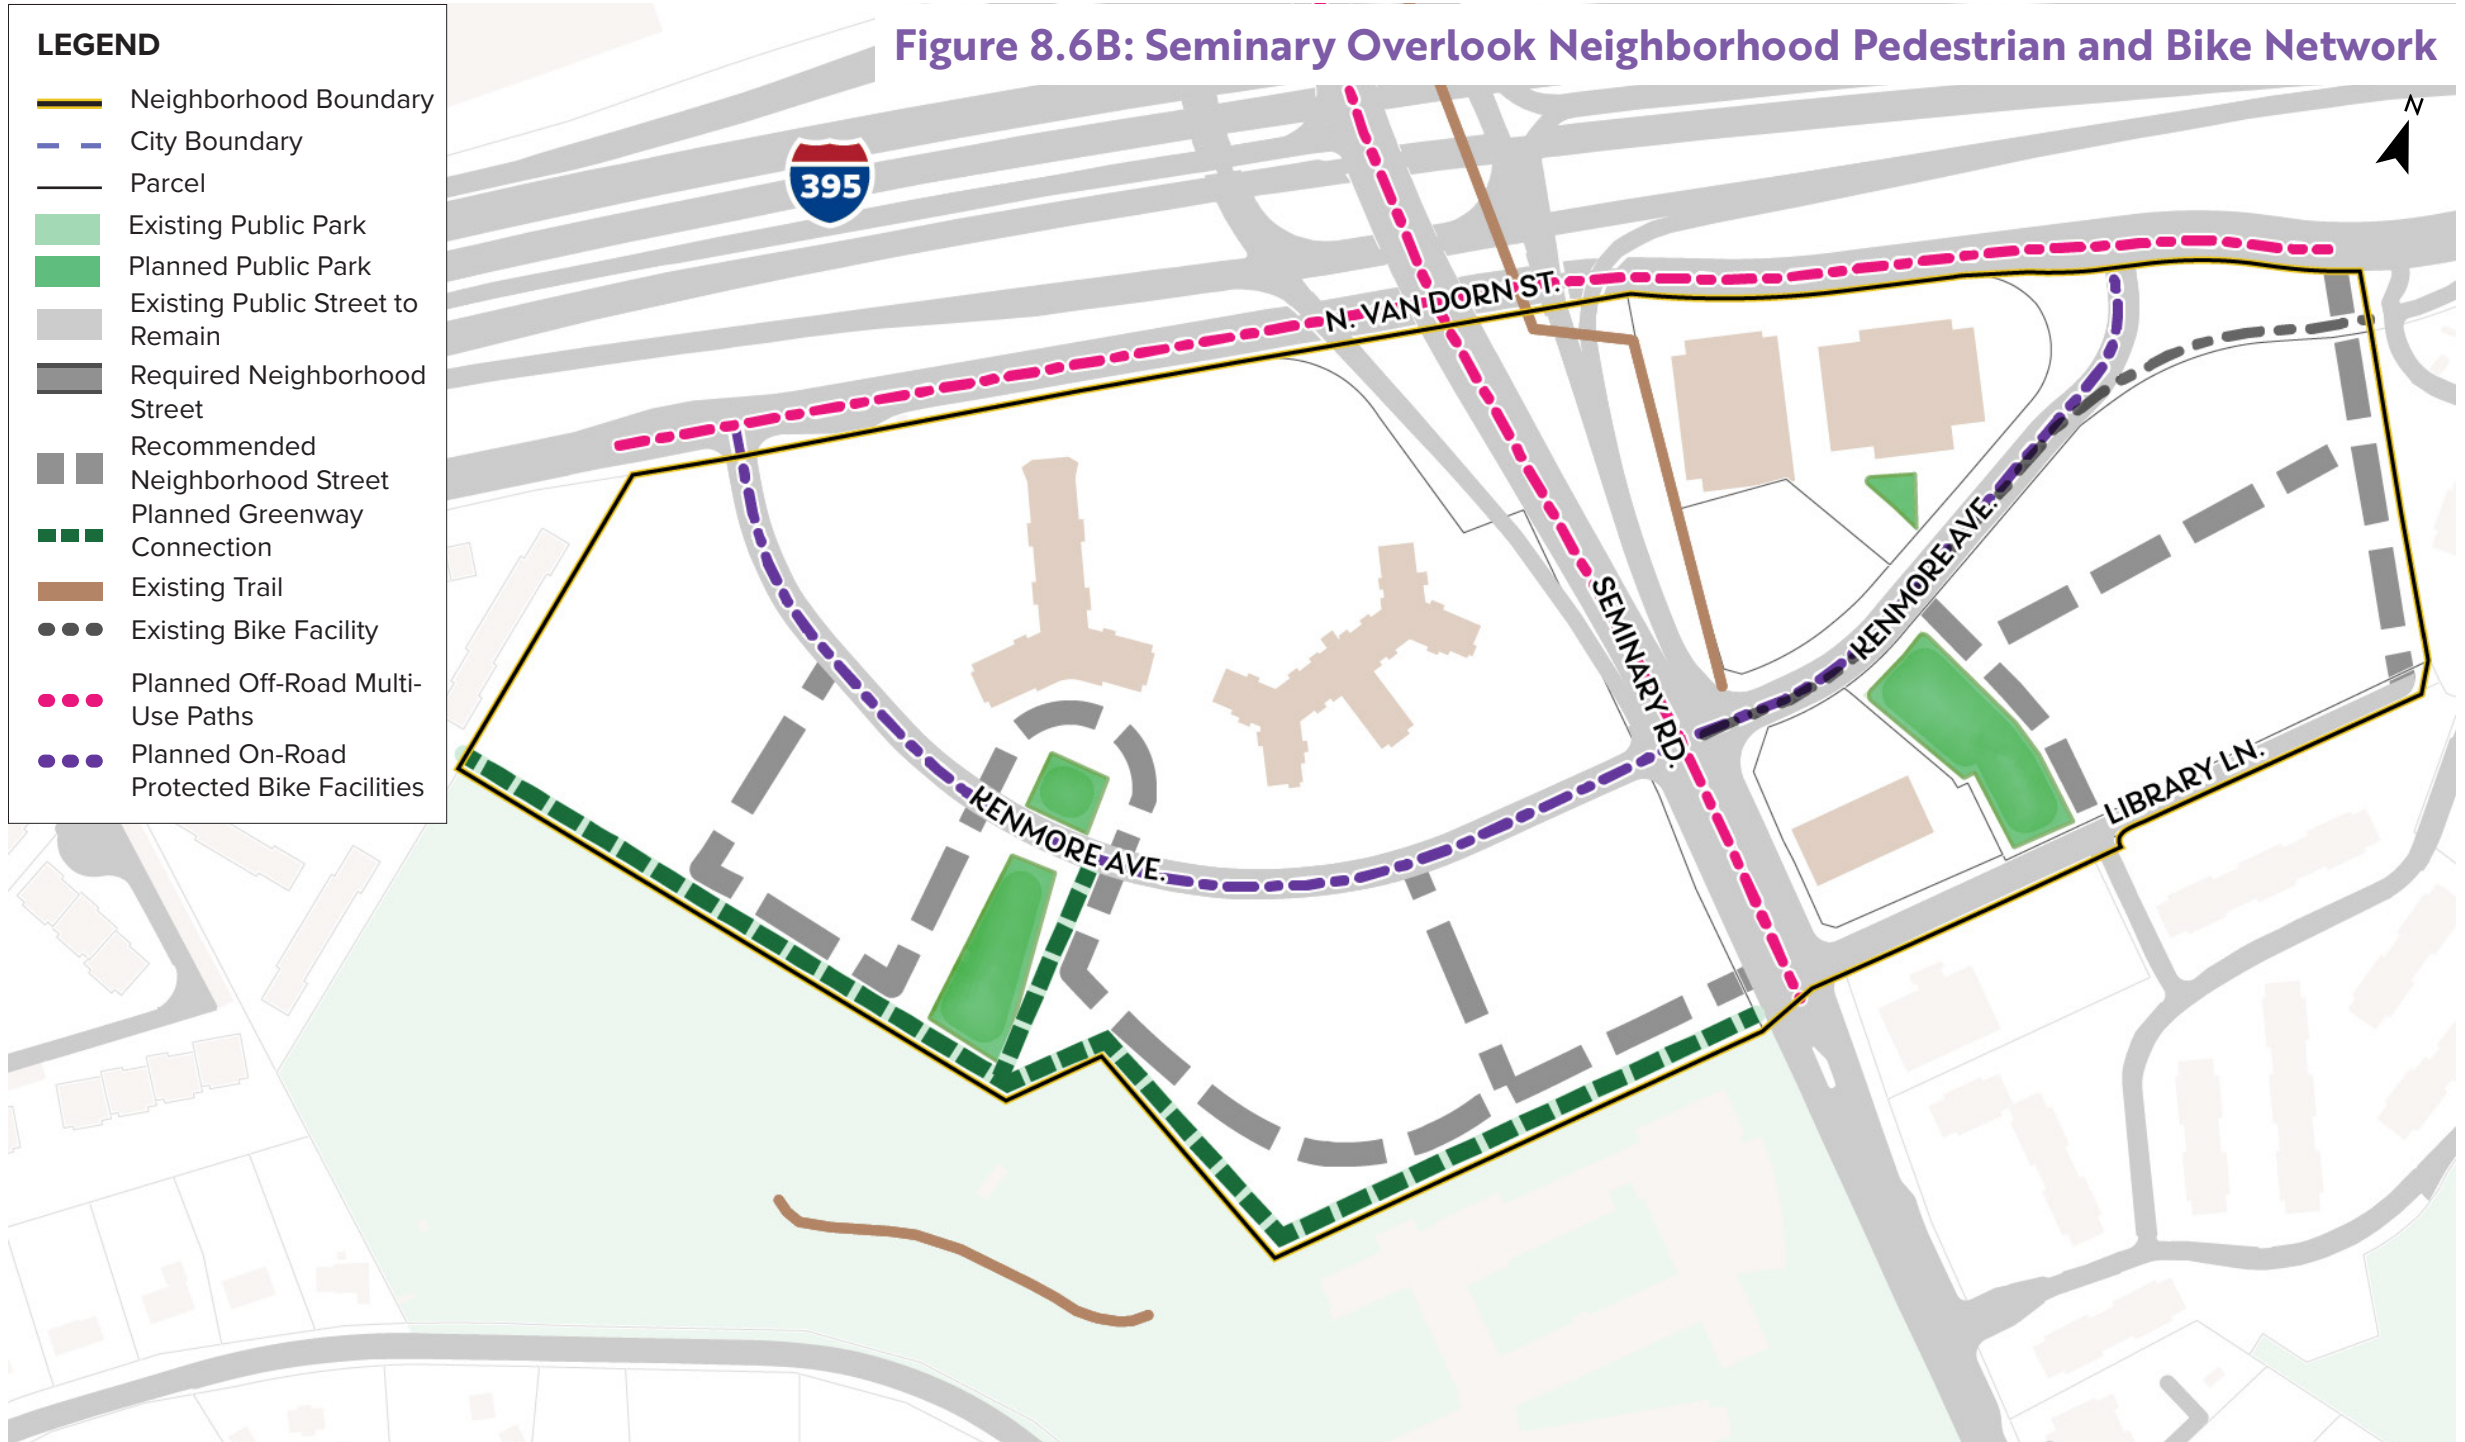 Figure 8.6B: Seminary Overlook Neighborhood Pedestrian and Bike Network
LEGEND
Neighborhood Boundary
City Boundary
Parcel
Existing Public Park
Planned Public Park
Existing Public Street to
Remain
Required Neighborhood
Street
Recommended
Neighborhood Street
Planned Greenway
Connection
Existing Trail
Existing Bike Facility
Planned Off-Road Multi-
Use Paths
Planned On-Road
Protected Bike Facilities
N
395
N. VAN DORN ST.
SEMINARY RD.
KENMORE AVE.
KENMORE AVE.
LIBRARY LN.